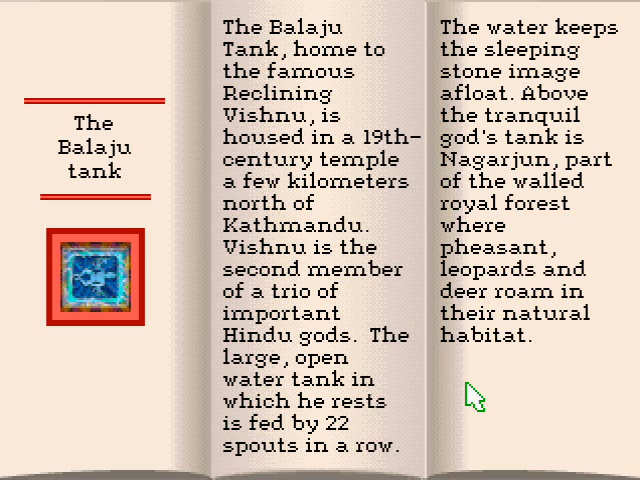 The
Balaju
tank
The Balaju
Tank, home to
the famous
Reclining
Vishnu, is
housed in a 19th-
century temple
a few kilometers
north of
Kathmandu.
Vishnu is the
second member
of a trio of
important
Hindu gods.  The
large, open
water tank in
which he rests
is fed by 22
spouts in a row.
The water keeps
the sleeping
stone image
afloat. Above
the tranquil
god's tank is
Nagarjun, part
of the walled
royal forest
where
pheasant,
leopards and
deer roam in
their natural
habitat.